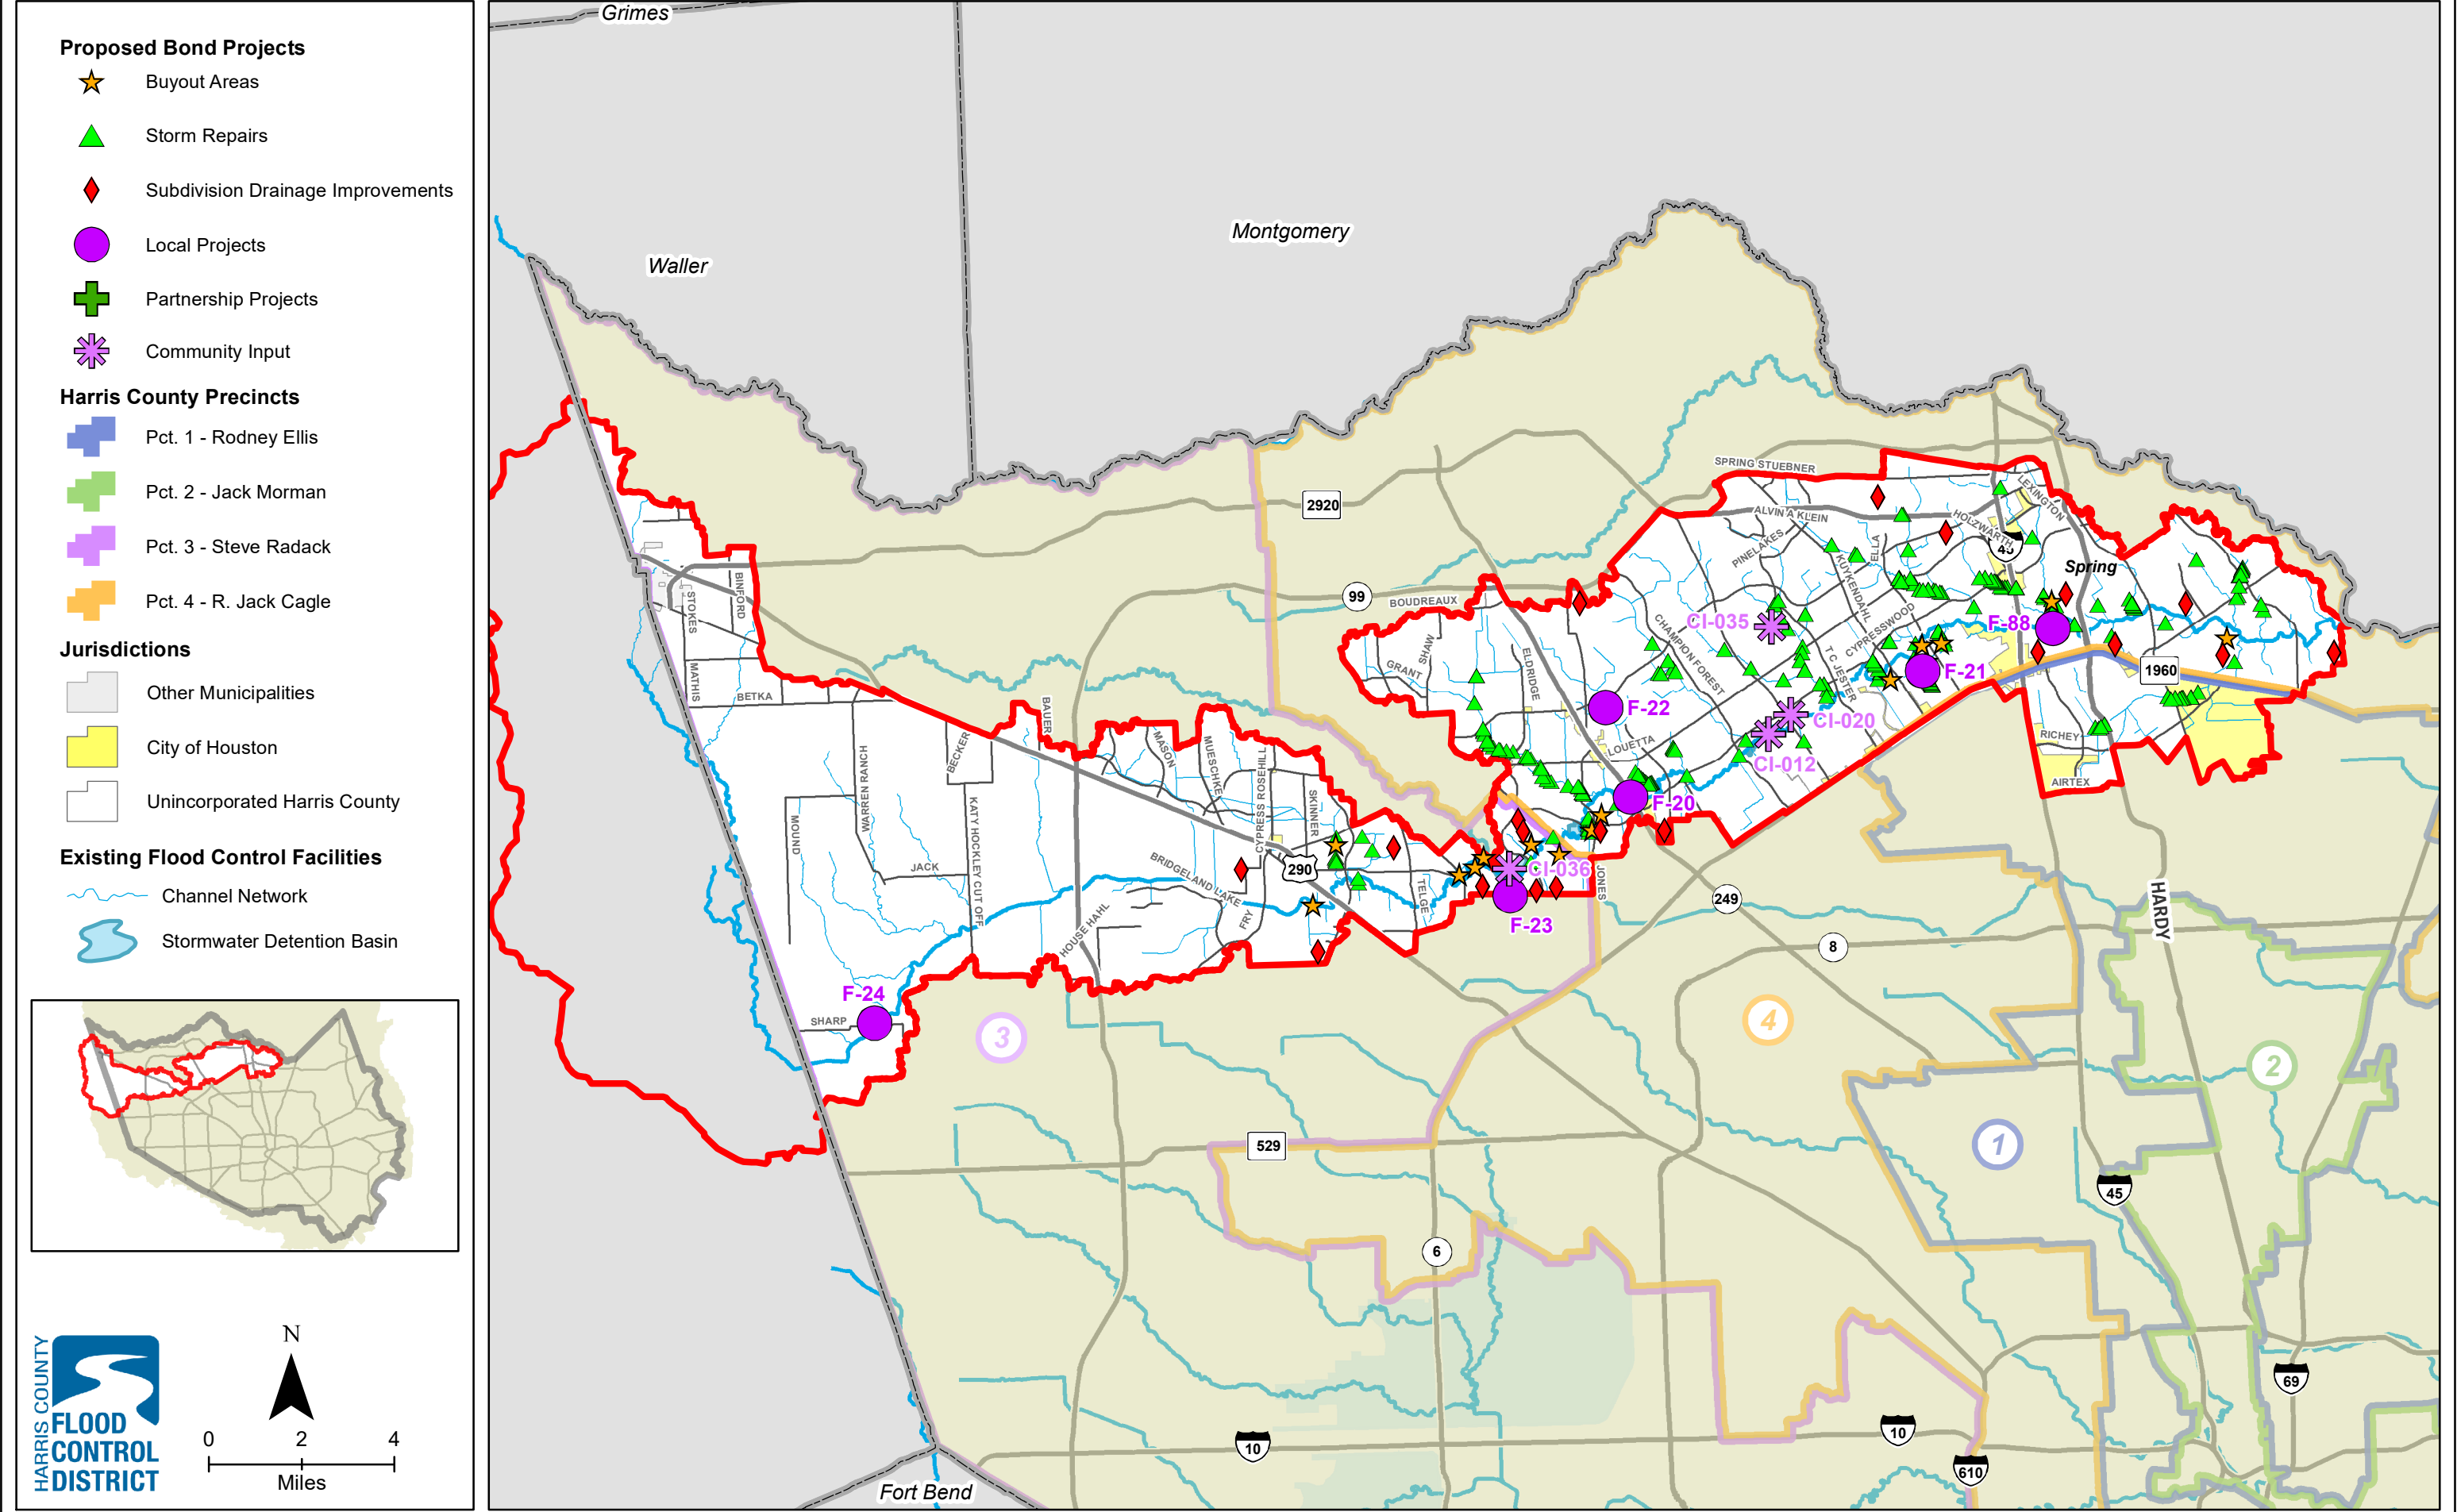 Proposed Bond Projects
Buyout Areas
Storm Repairs
Subdivision Drainage Improvements
Local Projects
Partnership Projects
Community Input
Harris County Precincts
Pct. 1 - Rodney Ellis
Pct. 2 - Jack Morman
Pct. 3 - Steve Radack
Pct. 4 - R. Jack Cagle
Jurisdictions
Other Municipalities
City of Houston
Unincorporated Harris County
Existing Flood Control Facilities
Channel Network
Stormwater Detention Basin
HARRIS COUNTY
FLOOD
CONTROL
DISTRICT
N
0 2 4
Miles
Grimes
Waller
Montgomery
Fort Bend
Spring
2920
99
290
1960
249
8
529
6
10
10
610
45
45
69
HARDY
3
4
1
2
F-88
F-21
F-22
F-20
F-23
F-24
CI-035
CI-020
CI-012
CI-036
SPRING STUEBNER
ALVIN A KLEIN
PINELAKES
ELLA
KUYKENDAHL
HOLZWARTH
LEXINGTON
CYPRESSWOOD
T C JESTER
CHAMPION FOREST
BOUDREAUX
SHAW
GRANT
ELDRIDGE
LOUETTA
RICHEY
AIRTEX
JONES
TELGE
SKINNER
CYPRESS ROSEHILL
MUESCHKE
MASON
BAUER
BECKER
WARREN RANCH
KATY HOCKLEY CUT OFF
BRIDGELAND LAKE
FRY
HOUSE HAHL
JACK
MOUND
BETKA
MATHIS
STOKES
BINFORD
SHARP